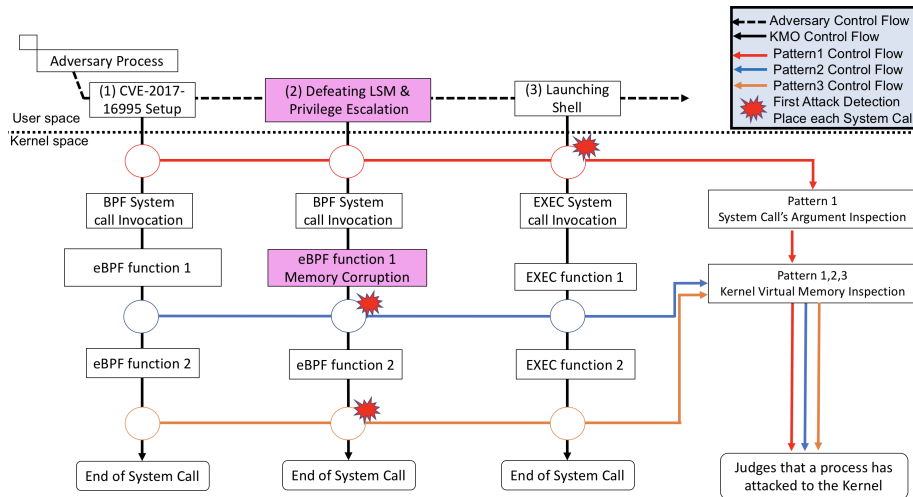 Adversary Control Flow
KMO Control Flow
Pattern1 Control Flow
Pattern2 Control Flow
Pattern3 Control Flow
First Attack Detection
Place each System Call
Adversary Process
(1) CVE-2017-
16995 Setup
(2) Defeating LSM &
Privilege Escalation
(3) Launching
Shell
User space
Kernel space
BPF System
call Invocation
BPF System
call Invocation
EXEC System
call Invocation
Pattern 1
System Call's Argument Inspection
eBPF function 1
eBPF function 1
Memory Corruption
EXEC function 1
Pattern 1,2,3
Kernel Virtual Memory Inspection
eBPF function 2
eBPF function 2
EXEC function 2
End of System Call
End of System Call
End of System Call
Judges that a process has
attacked to the Kernel